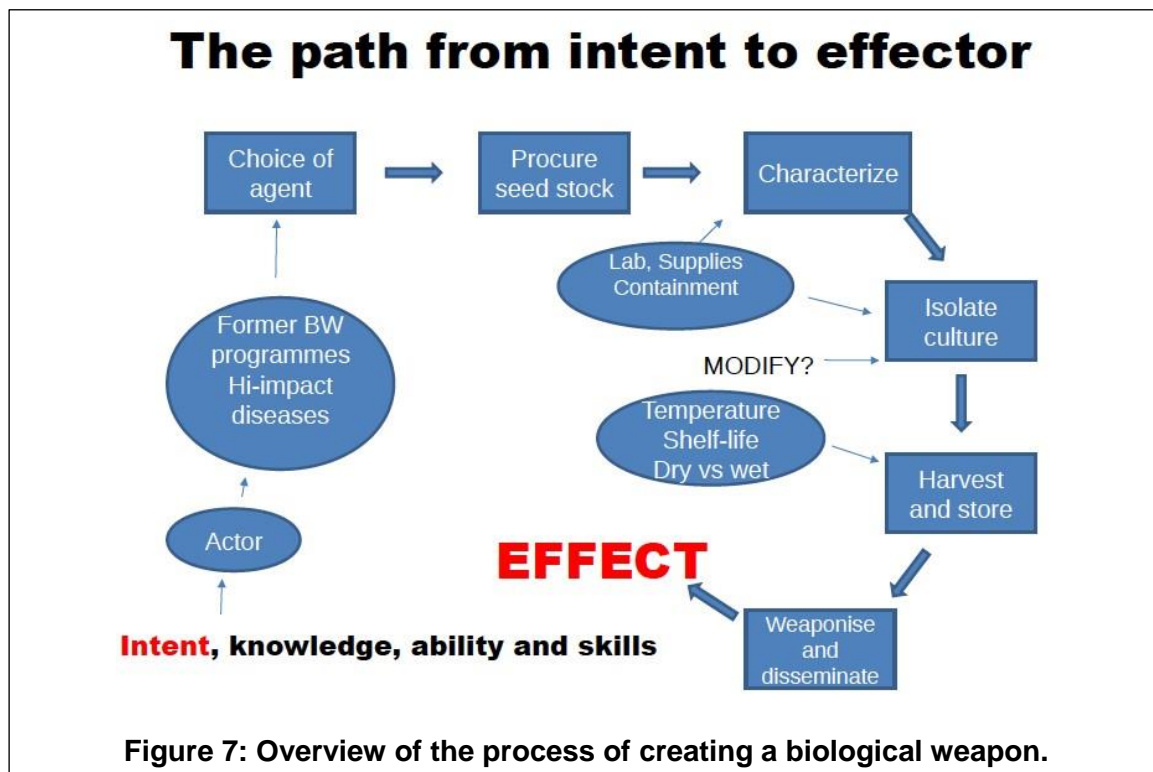 The path from intent to effector
Choice of
agent
Procure
seed stock
Characterize
Lab, Supplies
Containment
Isolate
culture
Former BW
programmes
Hi-impact
diseases
MODIFY?
Temperature
Shelf-life
Dry vs wet
Harvest
and store
Actor
EFFECT
Weaponise
and
disseminate
Intent, knowledge, ability and skills
Figure 7: Overview of the process of creating a biological weapon.